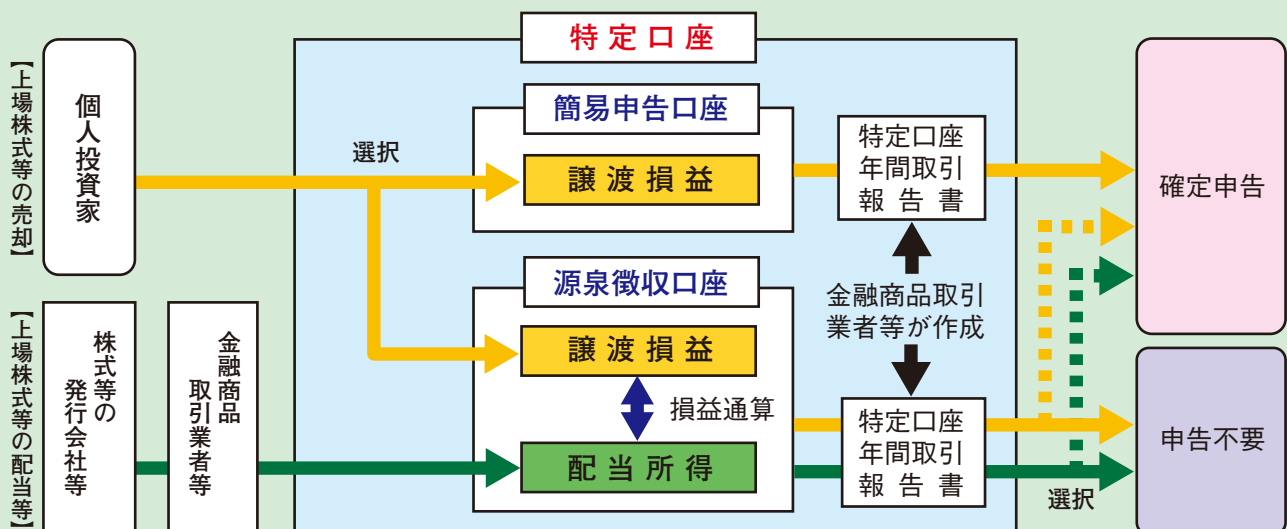 特定口座
【上場株式等の売却】
個人投資家
選択
簡易申告口座
譲渡損益
特定口座
年間取引
報告書
確定申告
源泉徴収口座
譲渡損益
損益通算
配当所得
金融商品取引
業者等が作成
特定口座
年間取引
報告書
選択
申告不要
【上場株式等の配当等】
株式等の
発行会社等
金融商品
取引業者等